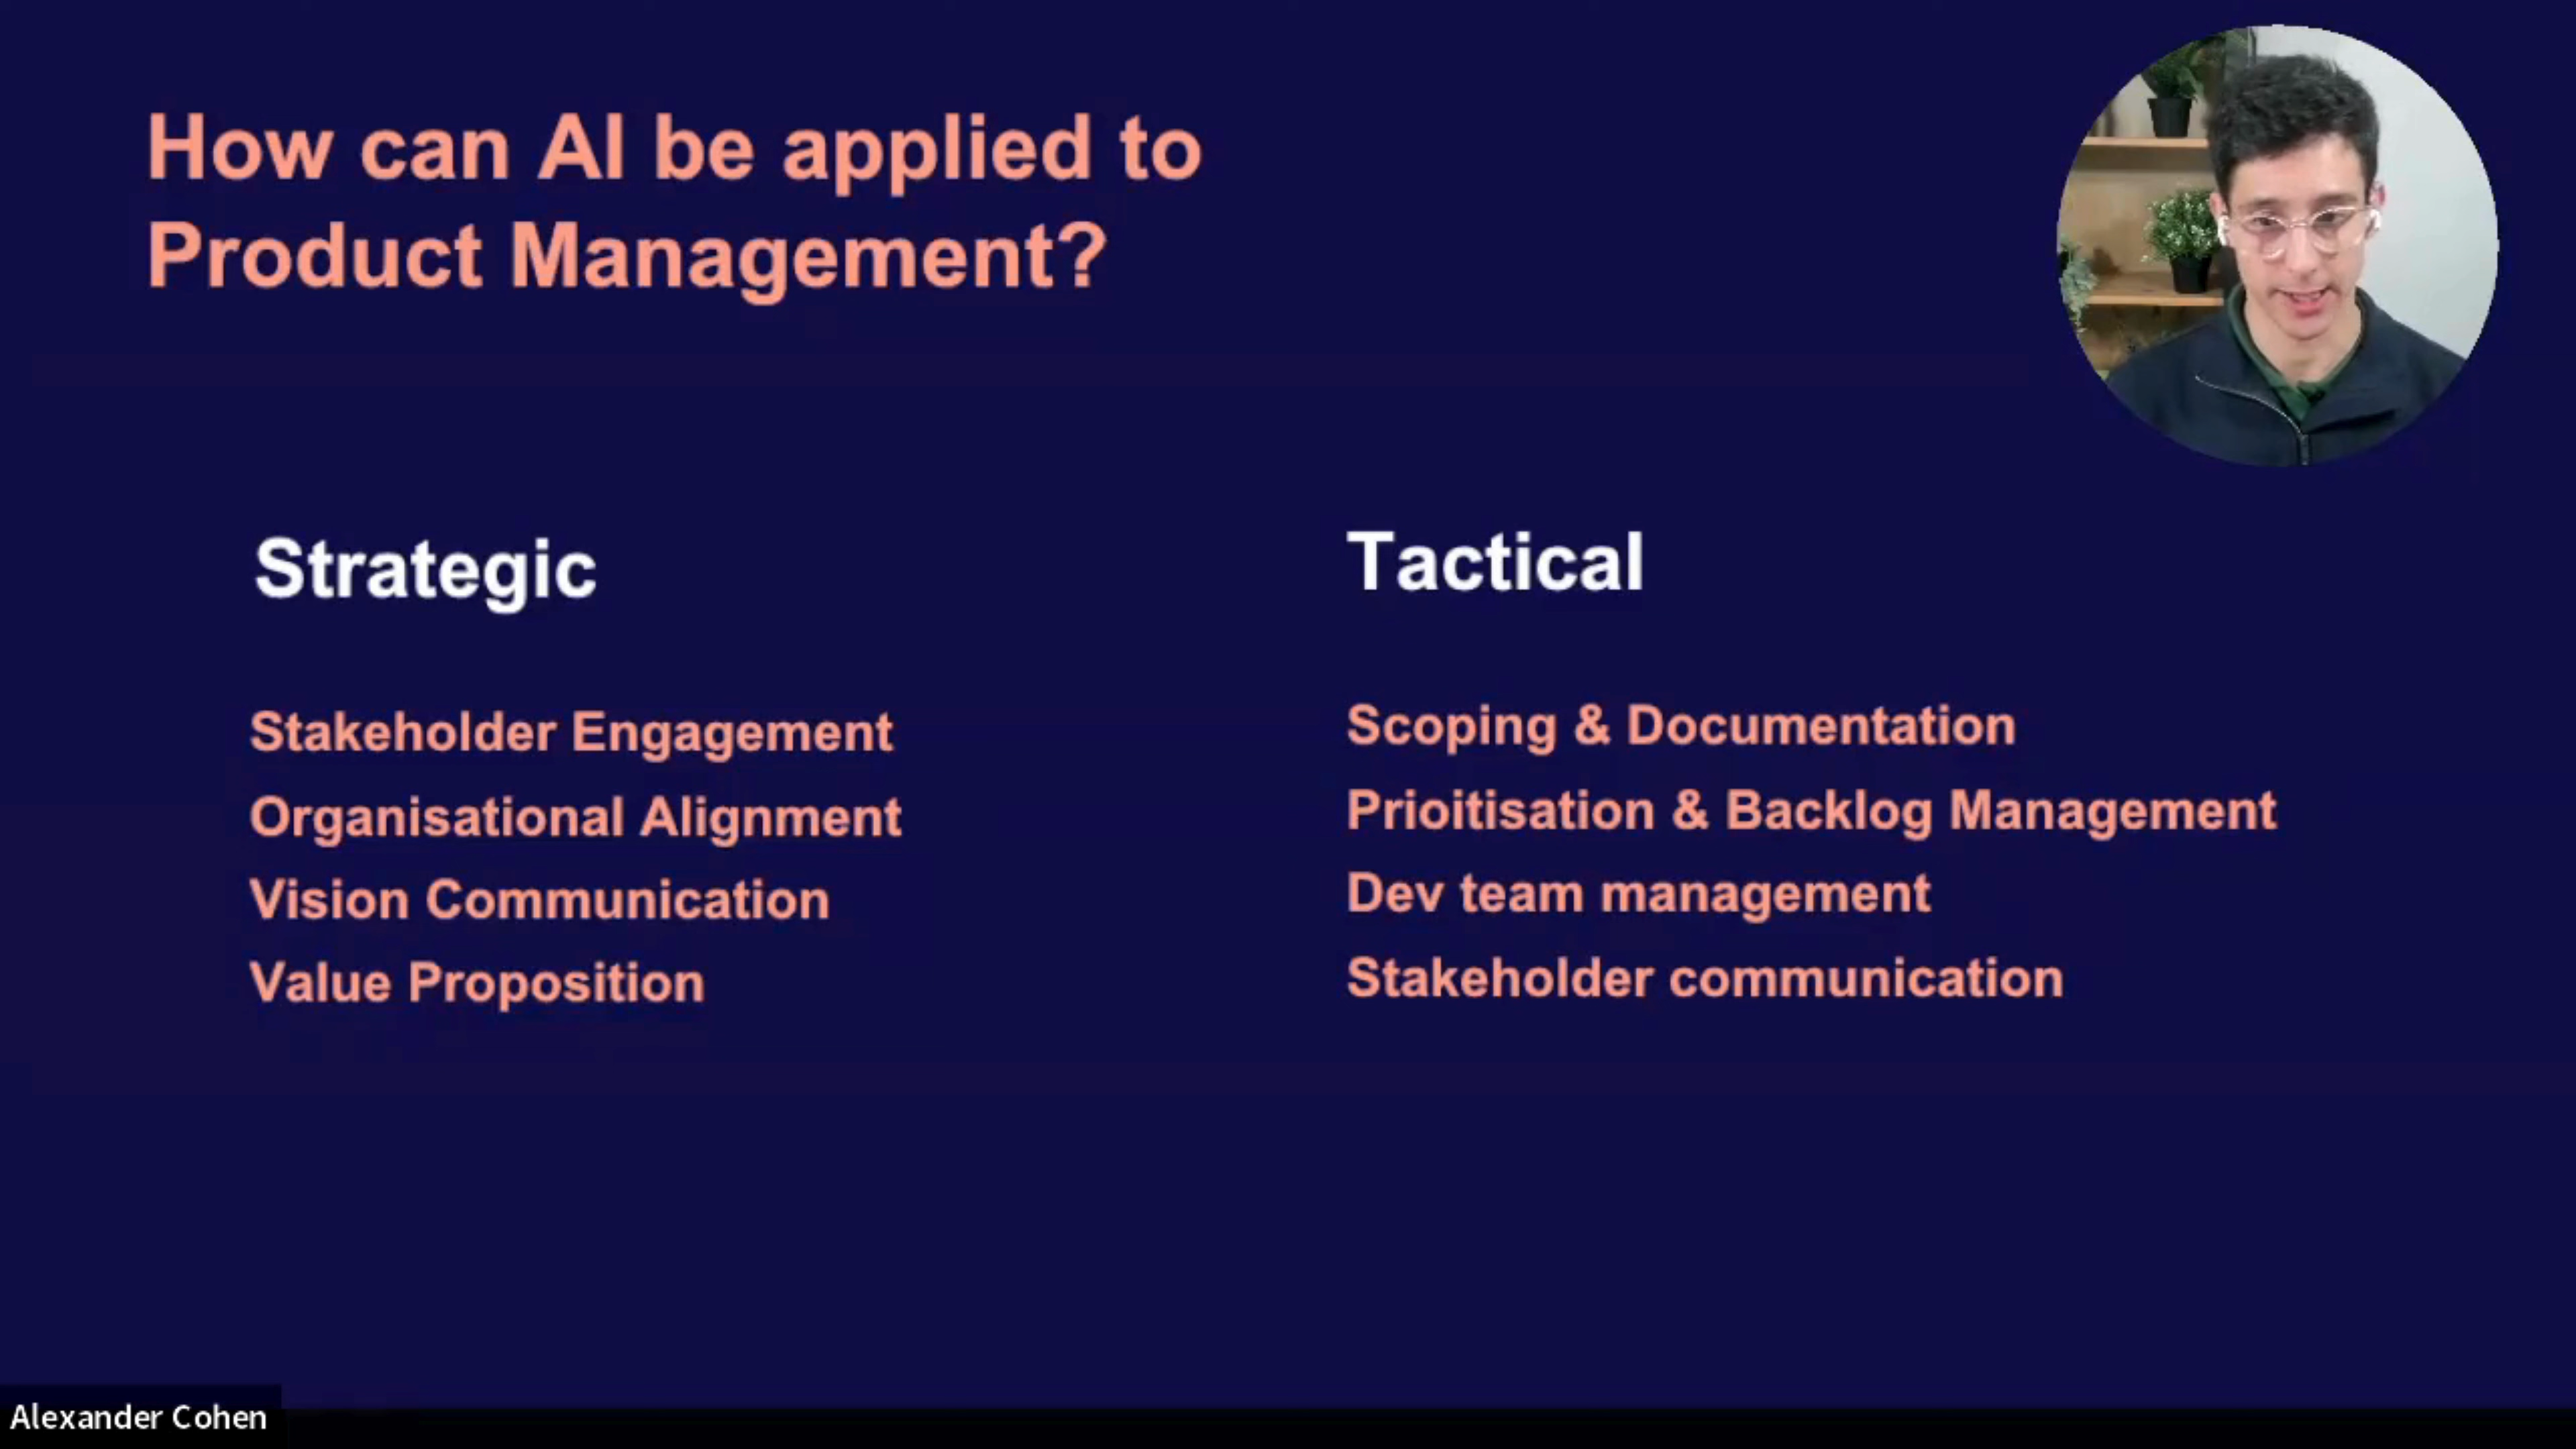 How can AI be applied to
Product Management?
Strategic
Stakeholder Engagement
Organisational Alignment
Vision Communication
Value Proposition
Tactical
Scoping & Documentation
Prioitisation & Backlog Management
Dev team management
Stakeholder communication
Alexander Cohen